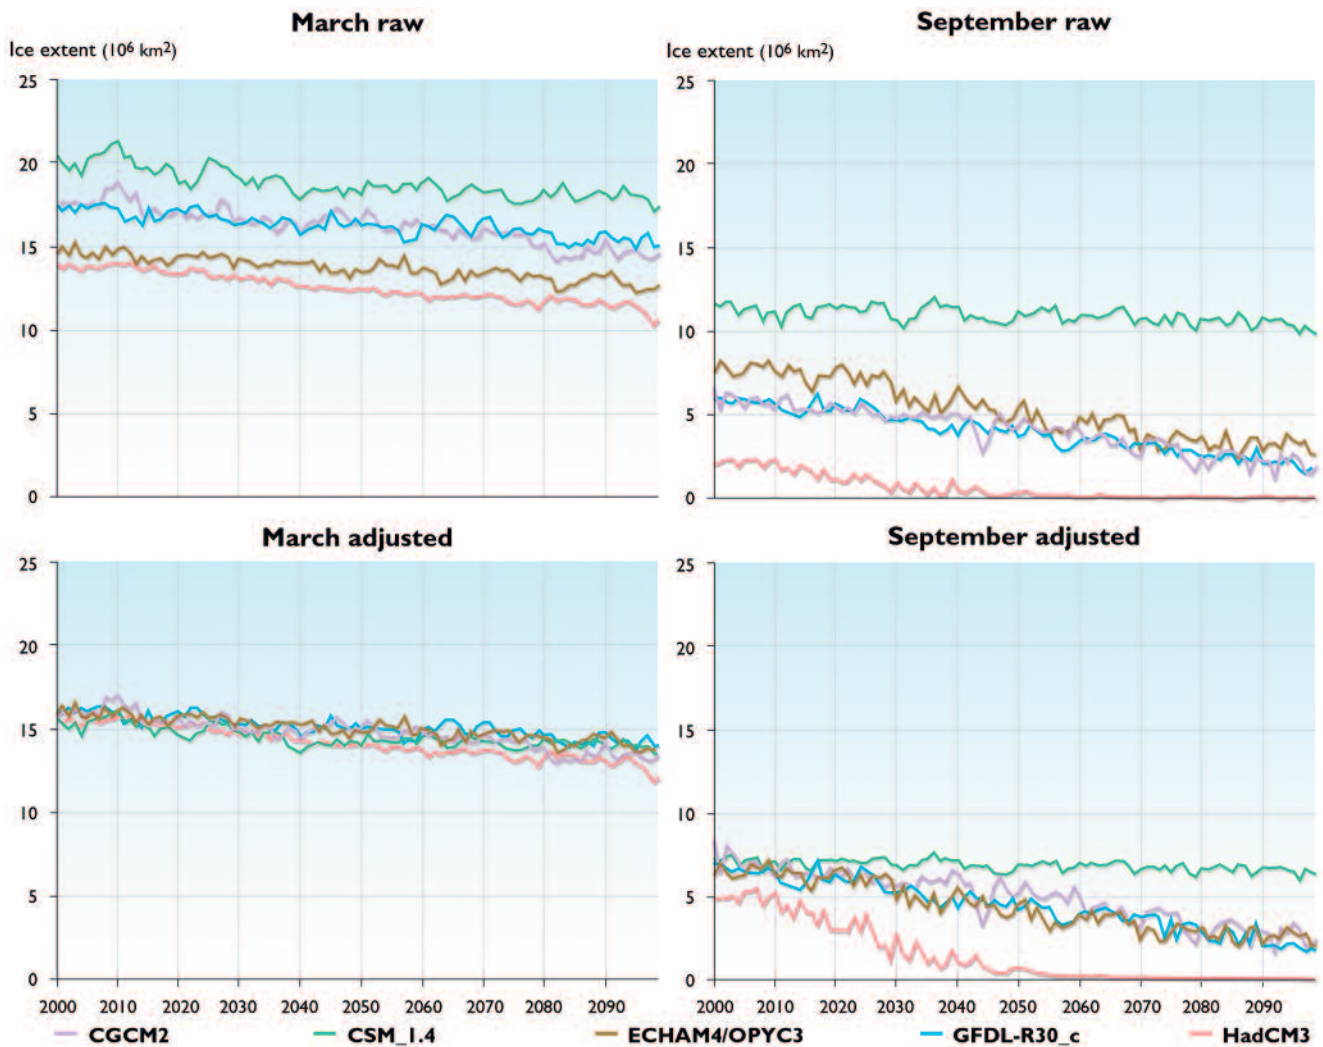 March raw
September raw
Ice extent (10⁶ km²)
Ice extent (10⁶ km²)
25
20
15
10
5
0
25
20
15
10
5
0
March adjusted
September adjusted
25
20
15
10
5
0
25
20
15
10
5
0
2000 2010 2020 2030 2040 2050 2060 2070 2080 2090
2000 2010 2020 2030 2040 2050 2060 2070 2080 2090
CGCM2 CSM_1.4 ECHAM4/OPYC3 GFDL-R30_c HadCM3